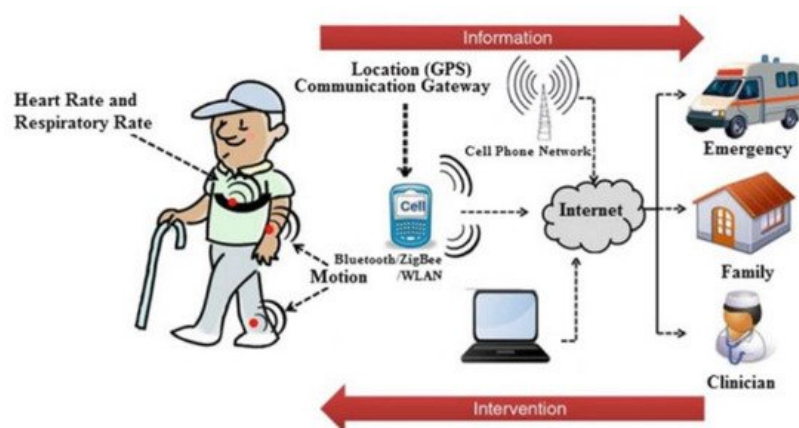 Information
Location (GPS)
Communication Gateway
Heart Rate and
Respiratory Rate
Cell Phone Network
Emergency
Cell
Internet
Bluetooth/ZigBee
/WLAN
Motion
Family
Clinician
Intervention